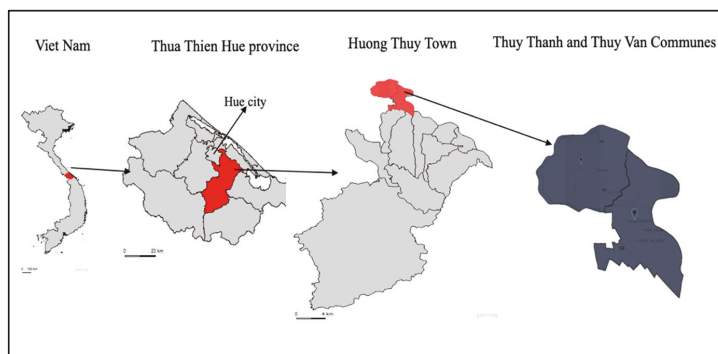 Viet Nam
Thua Thien Hue province
Huong Thuy Town
Thuy Thanh and Thuy Van Communes
Hue city
20 km
0
4 km